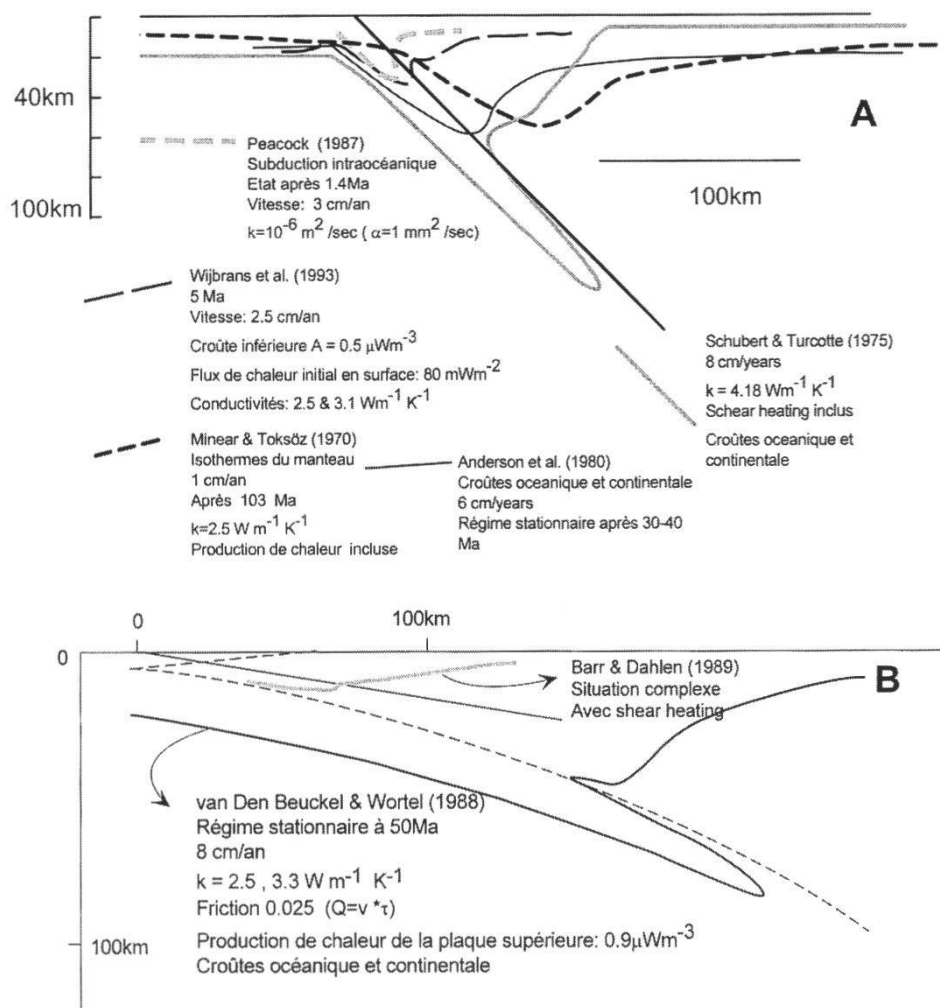 40km
100km
A
100km
Peacock (1987)
Subduction intraocéanique
Etat après 1.4Ma
Vitesse: 3 cm/an
k=10⁻⁶ m² /sec ( α=1 mm² /sec)
Wijbrans et al. (1993)
5 Ma
Vitesse: 2.5 cm/an
Croûte inférieure A = 0.5 μWm⁻³
Flux de chaleur initial en surface: 80 mWm⁻²
Conductivités: 2.5 & 3.1 Wm⁻¹ K⁻¹
Minear & Toksöz (1970)
Isothermes du manteau
1 cm/an
Après 103 Ma
k=2.5 W m⁻¹ K⁻¹
Production de chaleur incluse
Anderson et al. (1980)
Croûtes oceanique et continentale
6 cm/years
Régime stationnaire après 30-40
Ma
Schubert & Turcotte (1975)
8 cm/years
k = 4.18 Wm⁻¹ K⁻¹
Schear heating inclus
Croûtes oceanique et
continentale
0
100km
0
100km
B
Barr & Dahlen (1989)
Situation complexe
Avec shear heating
van Den Beuckel & Wortel (1988)
Régime stationnaire à 50Ma
8 cm/an
k = 2.5 , 3.3 W m⁻¹ K⁻¹
Friction 0.025 (Q=v *τ)
Production de chaleur de la plaque supérieure: 0.9μWm⁻³
Croûtes océanique et continentale